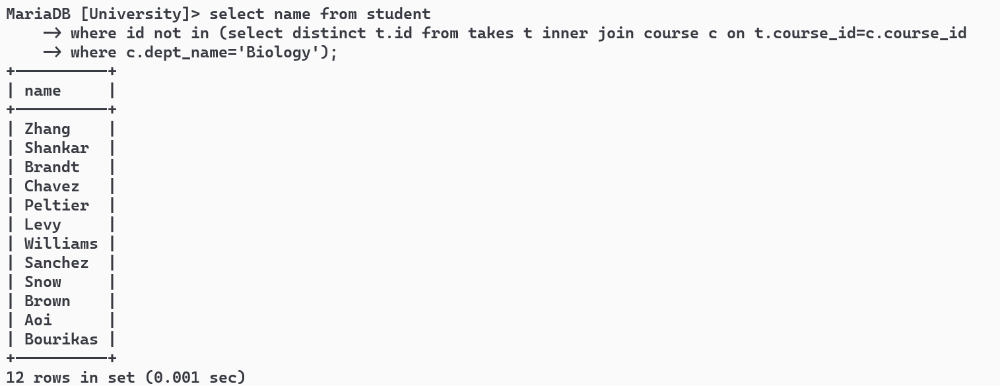 MariaDB [University]> select name from student
    -> where id not in (select distinct t.id from takes t inner join course c on t.course_id=c.course_id
    -> where c.dept_name='Biology');
+----------+
| name     |
+----------+
| Zhang    |
| Shankar  |
| Brandt   |
| Chavez   |
| Peltier  |
| Levy     |
| Williams |
| Sanchez  |
| Snow     |
| Brown    |
| Aoi      |
| Bourikas |
+----------+
12 rows in set (0.001 sec)